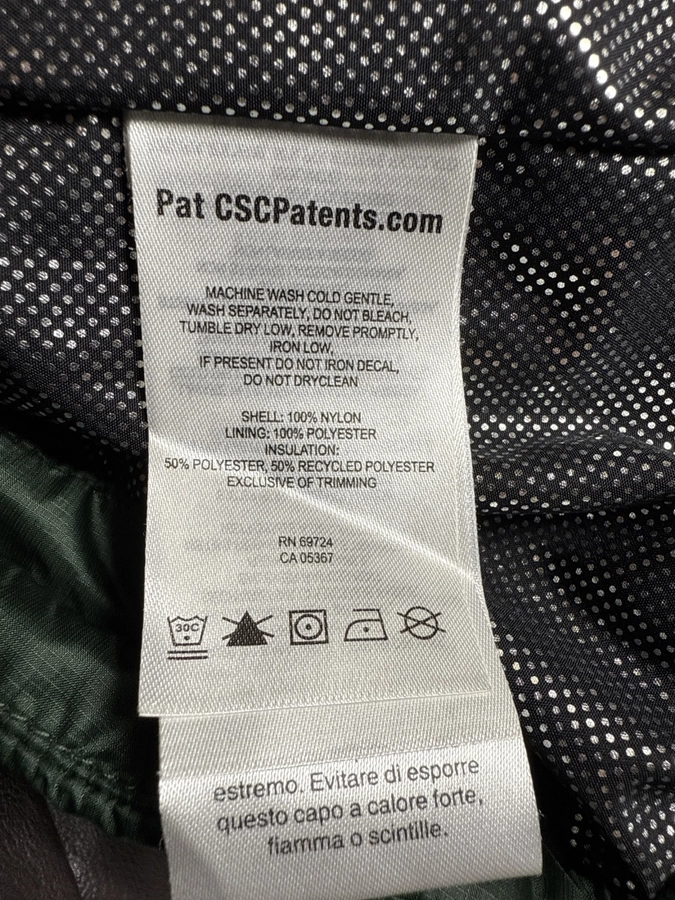 Pat CSCPatents.com
MACHINE WASH COLD GENTLE,
WASH SEPARATELY, DO NOT BLEACH,
TUMBLE DRY LOW, REMOVE PROMPTLY,
IRON LOW,
IF PRESENT DO NOT IRON DECAL,
DO NOT DRYCLEAN
SHELL: 100% NYLON
LINING: 100% POLYESTER
INSULATION:
50% POLYESTER, 50% RECYCLED POLYESTER
EXCLUSIVE OF TRIMMING
RN 69724
CA 05367
30C
estremo. Evitare di esporre
questo capo a calore forte,
fiamma o scintille.